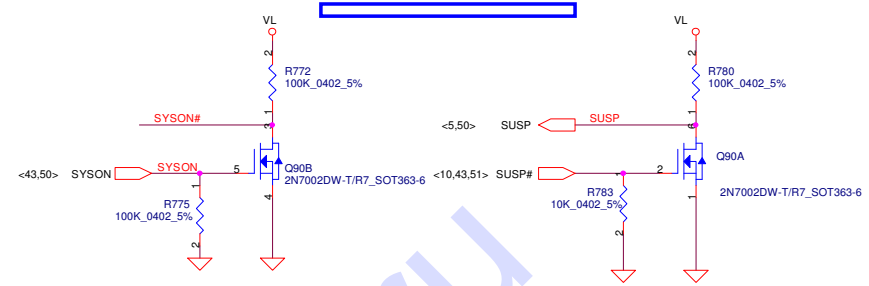 VL
2
R772
100K_0402_5%
1
SYSON#
3
<43,50> SYSON
SYSON
5
Q90B
2N7002DW-T/R7_SOT363-6
1
R775
100K_0402_5%
2
4
VL
2
R780
100K_0402_5%
1
<5,50> SUSP
SUSP
6
<10,43,51> SUSP#
2
Q90A
2N7002DW-T/R7_SOT363-6
1
R783
10K_0402_5%
2
1